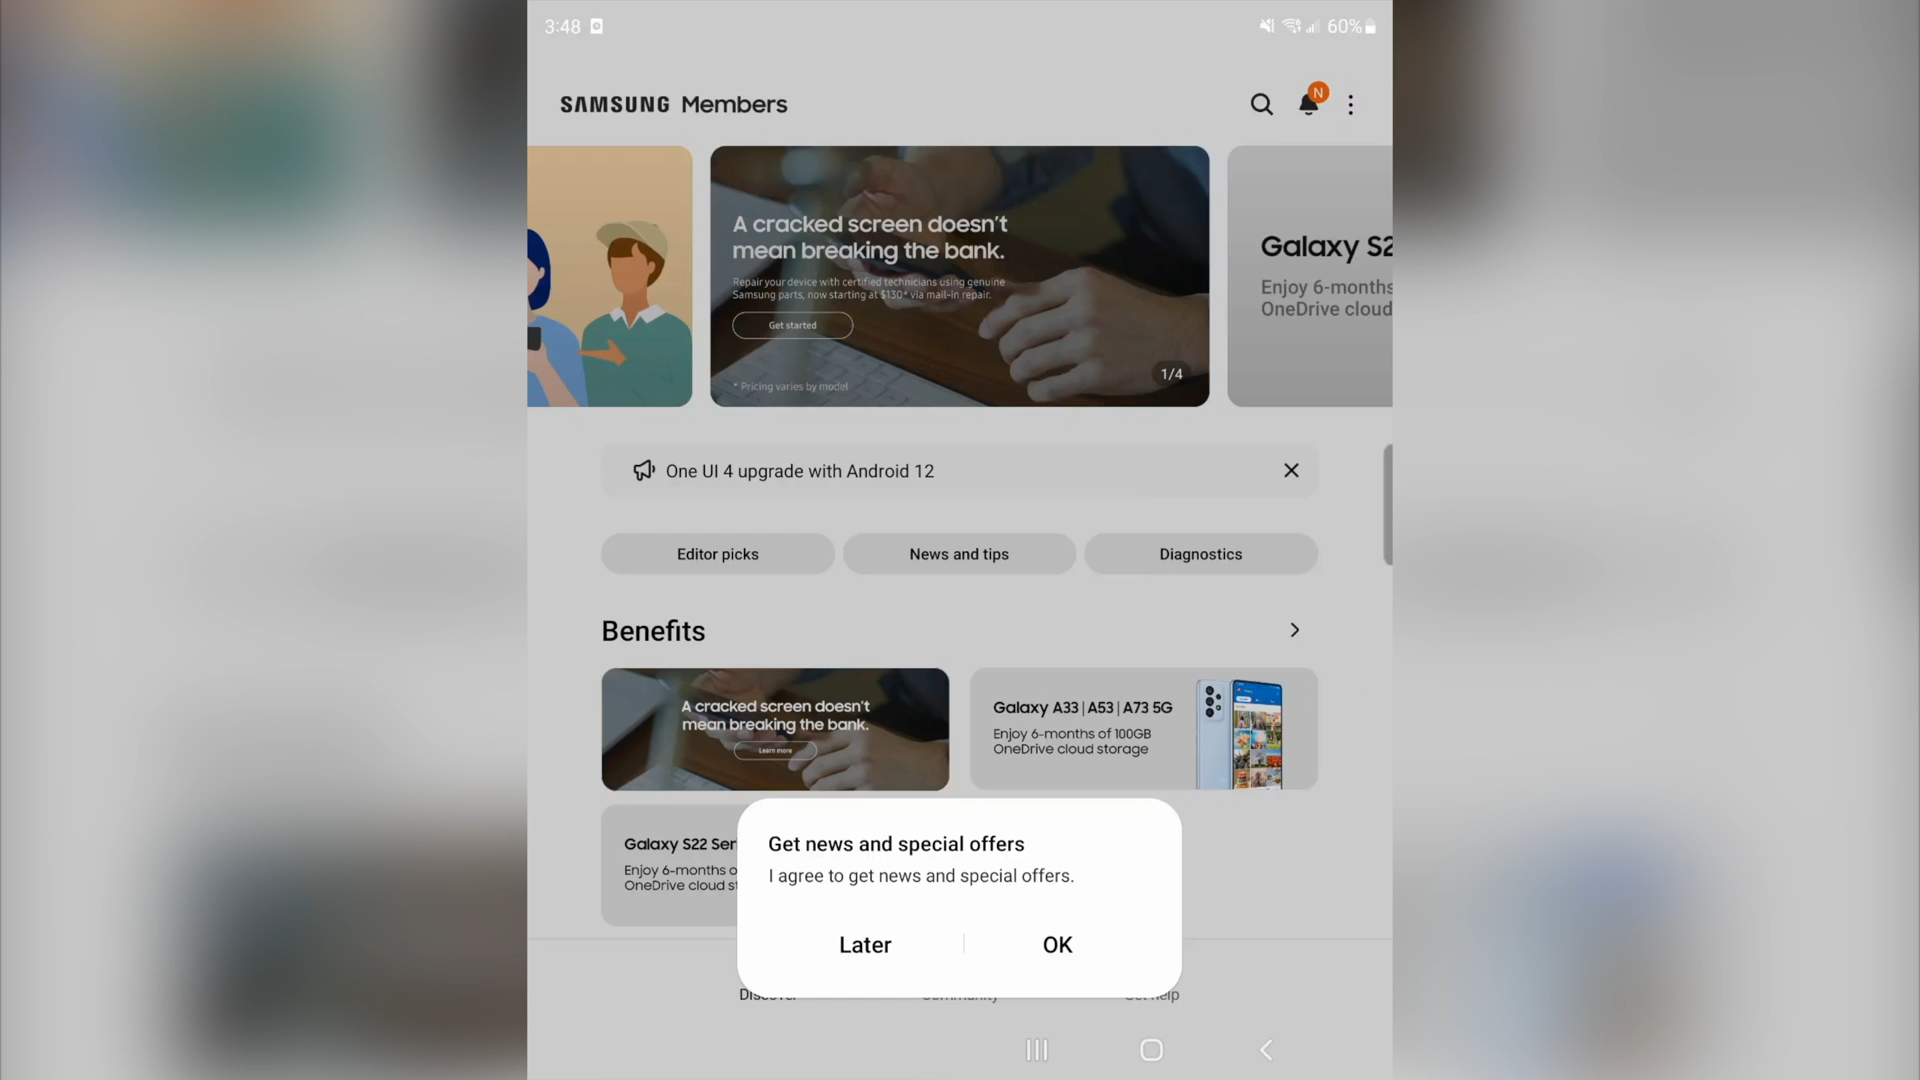 3:48
60%
SAMSUNG Members
N
A cracked screen doesn't
mean breaking the bank.
Repair your device with certified technicians using genuine
Samsung parts, now starting at $130* via mail-in repair.
Get started
* Pricing varies by model
1/4
Galaxy S2
Enjoy 6-months
OneDrive cloud
One UI 4 upgrade with Android 12
Editor picks
News and tips
Diagnostics
Benefits
A cracked screen doesn't
mean breaking the bank.
Learn more
Galaxy A33 | A53 | A73 5G
Enjoy 6-months of 100GB
OneDrive cloud storage
Galaxy S22 Ser
Enjoy 6-months o
OneDrive cloud st
Get news and special offers
I agree to get news and special offers.
Later
OK
Discover
Community
Get help